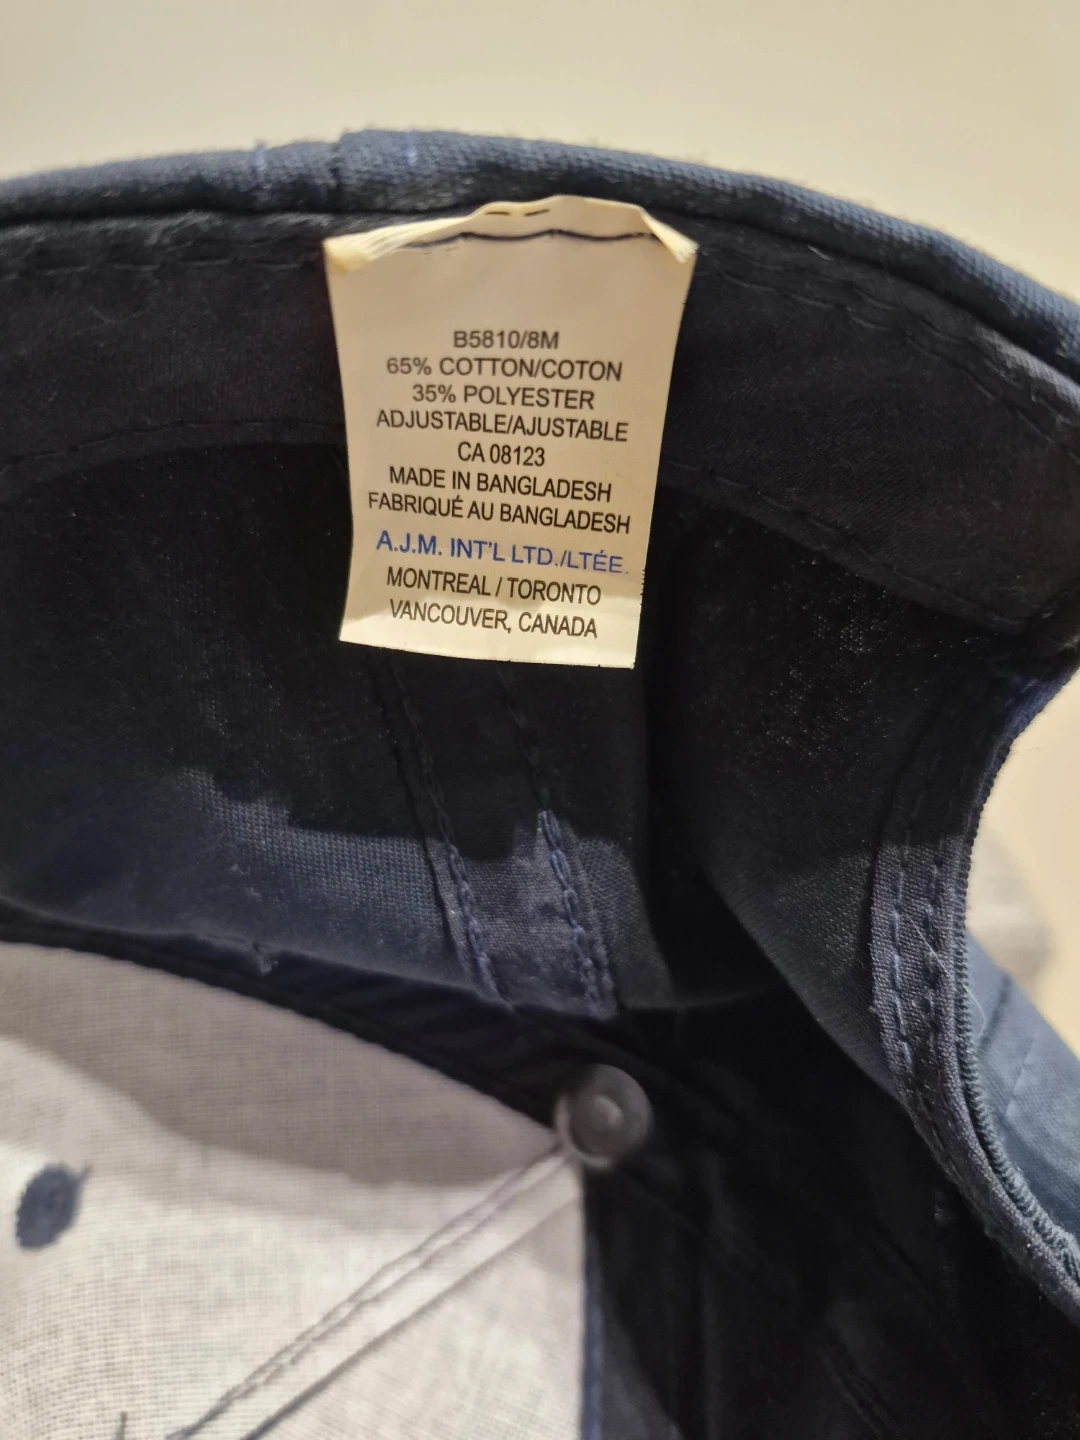 B5810/8M
65% COTTON/COTON
35% POLYESTER
ADJUSTABLE/AJUSTABLE
CA 08123
MADE IN BANGLADESH
FABRIQUÉ AU BANGLADESH
A.J.M. INT'L LTD./LTÉE.
MONTREAL / TORONTO
VANCOUVER, CANADA